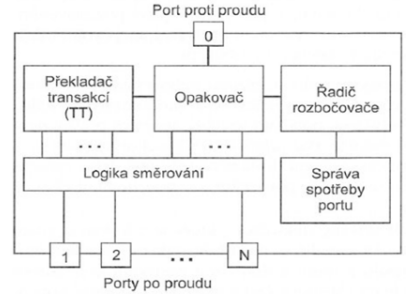 Port proti proudu
0
Překladač
transakcí
(TT)
Opakovač
Řadič
rozbočovače
...
...
Logika směrování
Správa
spotřeby
portu
1
2
...
N
Porty po proudu